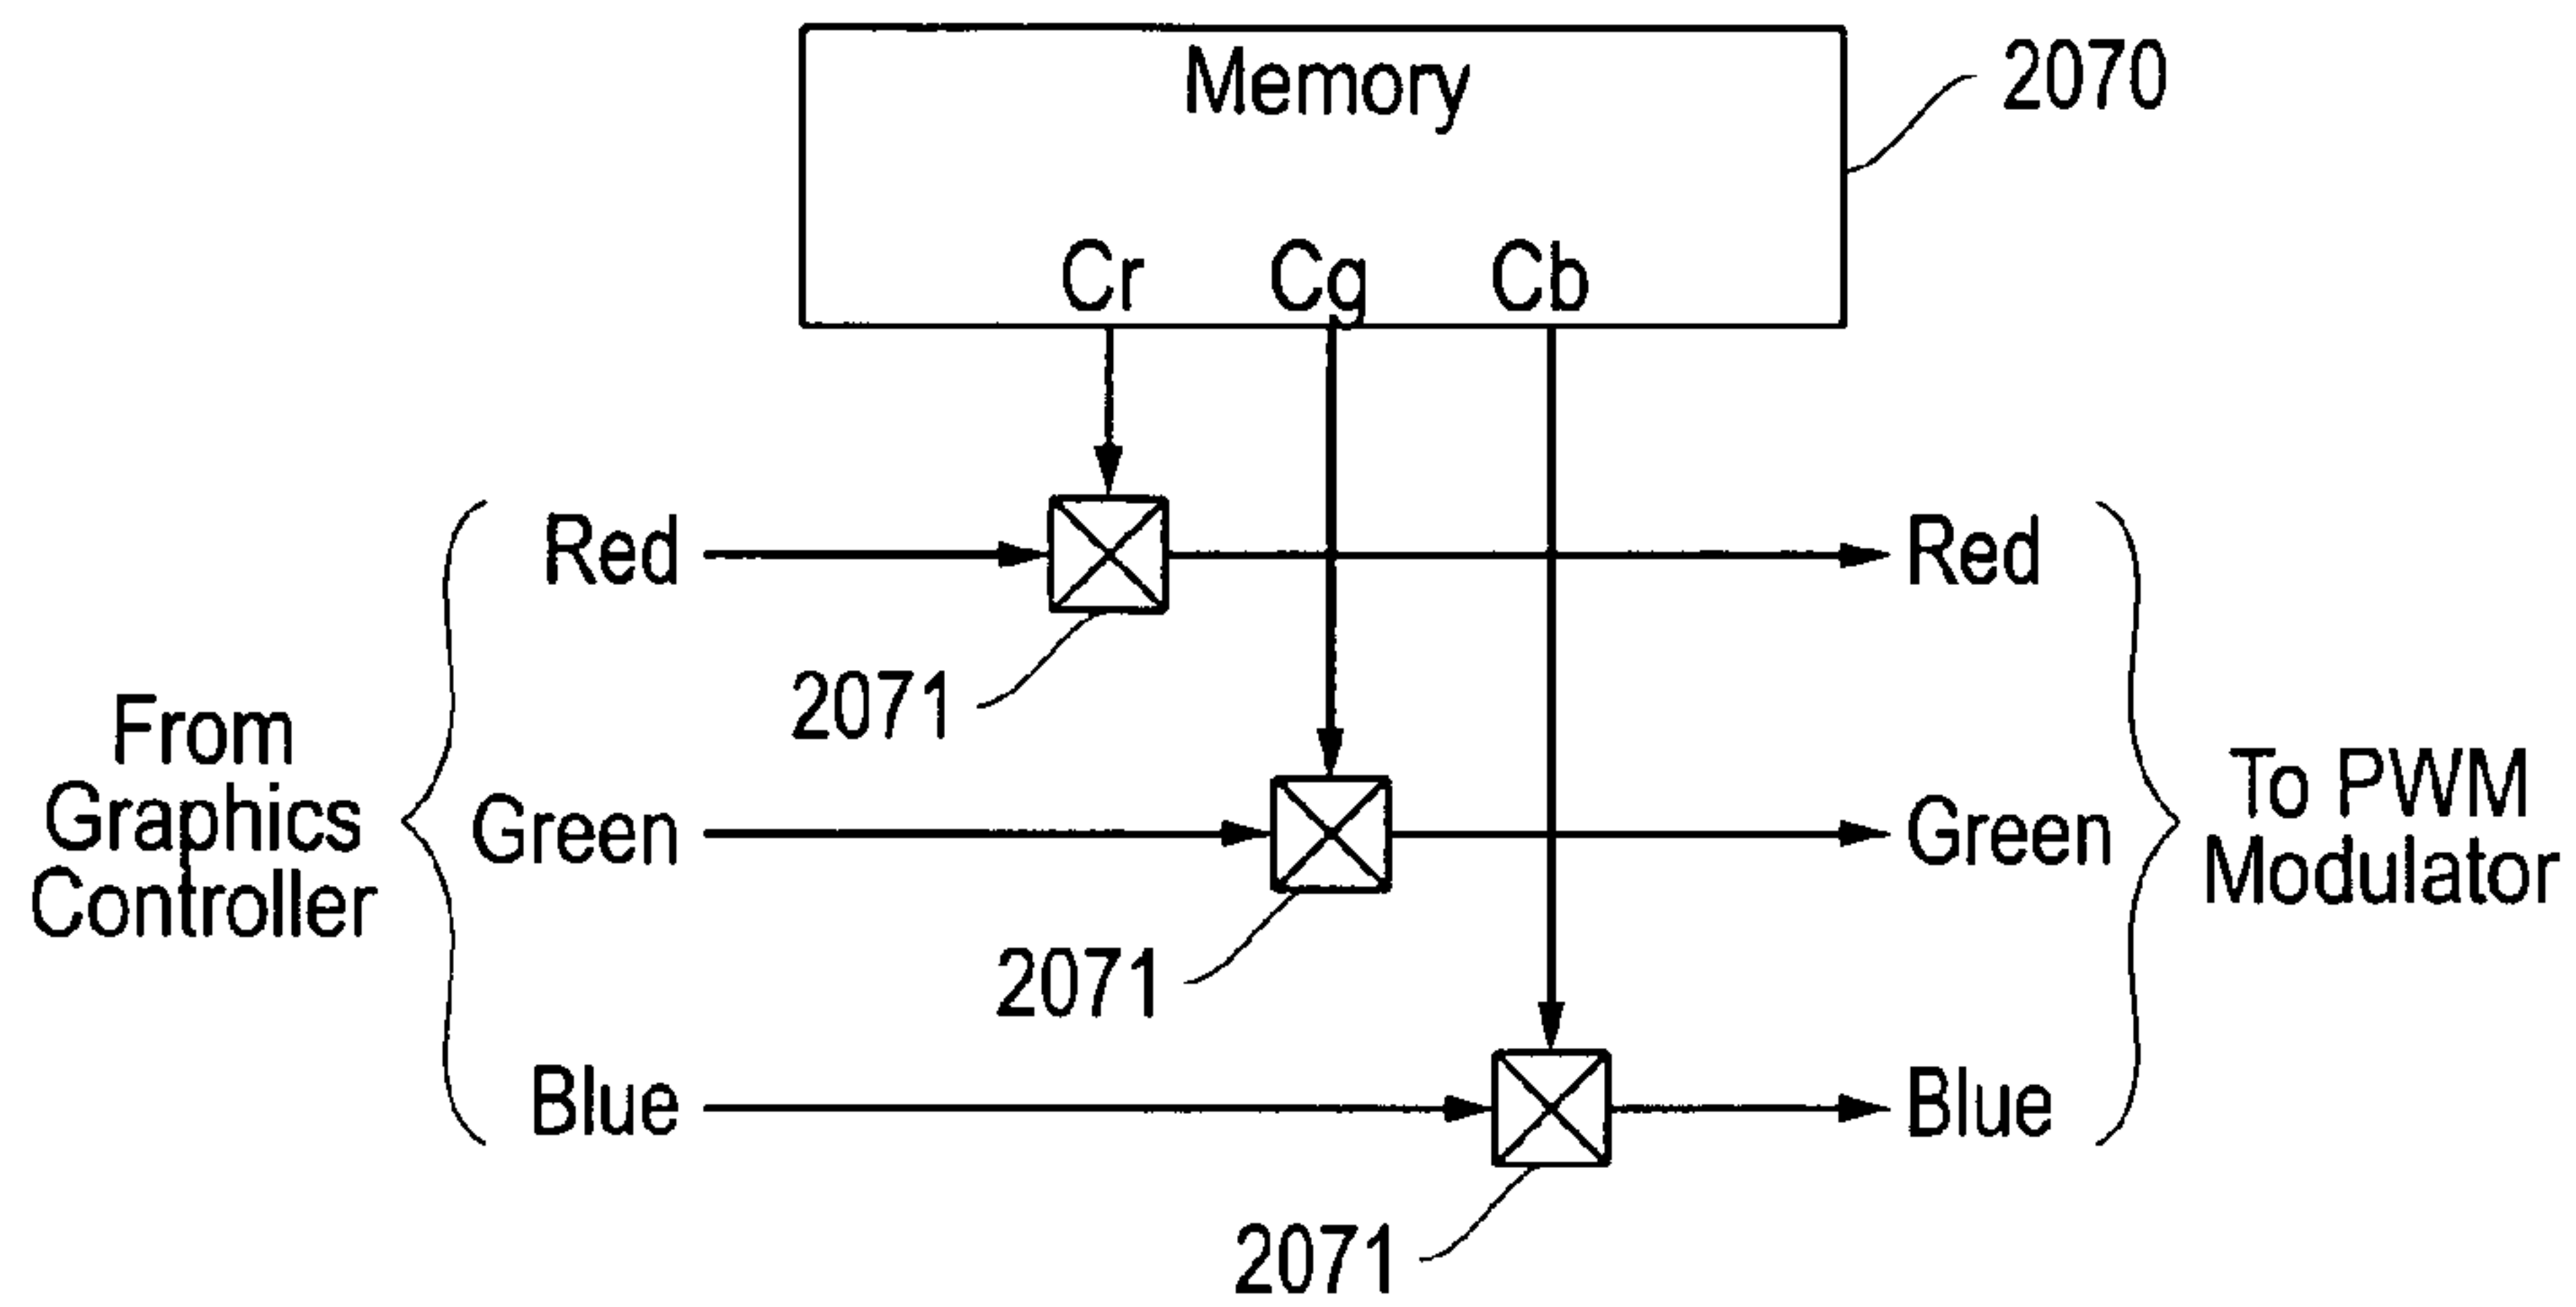 Memory
2070
Cr Cg Cb
Red
Red
2071
From
Graphics
Controller
Green
Green
To PWM
Modulator
2071
Blue
Blue
2071